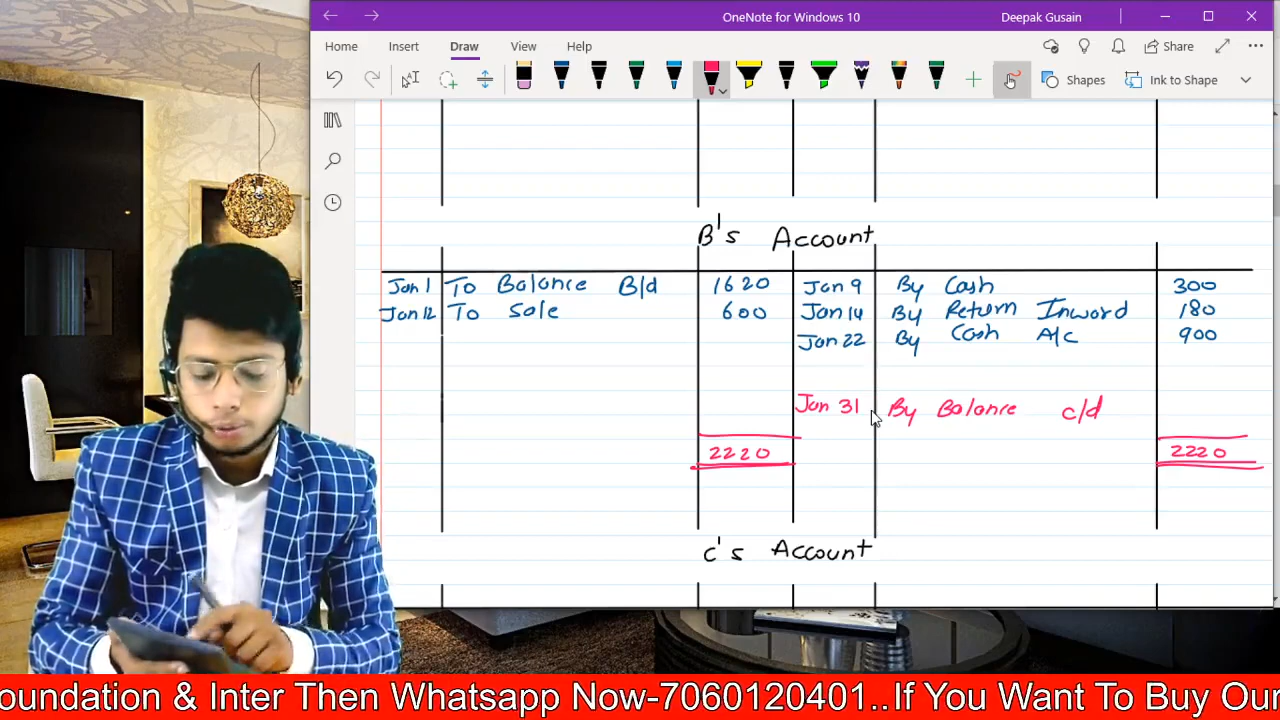 OneNote for Windows 10
Deepak Gusain
Home Insert Draw View Help
Share
Shapes
Ink to Shape
B's Account
Jan 1 To Balance B/d 1620 Jan 9 By Cash 300
Jan 12 To Sale 600 Jan 14 By Return Inward 180
Jan 22 By Cash A/c 900
Jan 31 By Balance c/d
2220 2220
C's Account
oundation & Inter Then Whatsapp Now-7060120401..If You Want To Buy Our